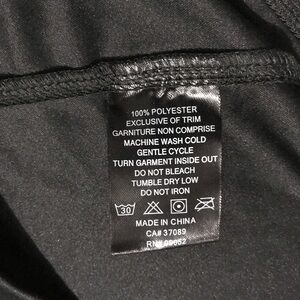 100% POLYESTER
EXCLUSIVE OF TRIM
GARNITURE NON COMPRISE
MACHINE WASH COLD
GENTLE CYCLE
TURN GARMENT INSIDE OUT
DO NOT BLEACH
TUMBLE DRY LOW
DO NOT IRON
30
MADE IN CHINA
CA# 37089
RN#